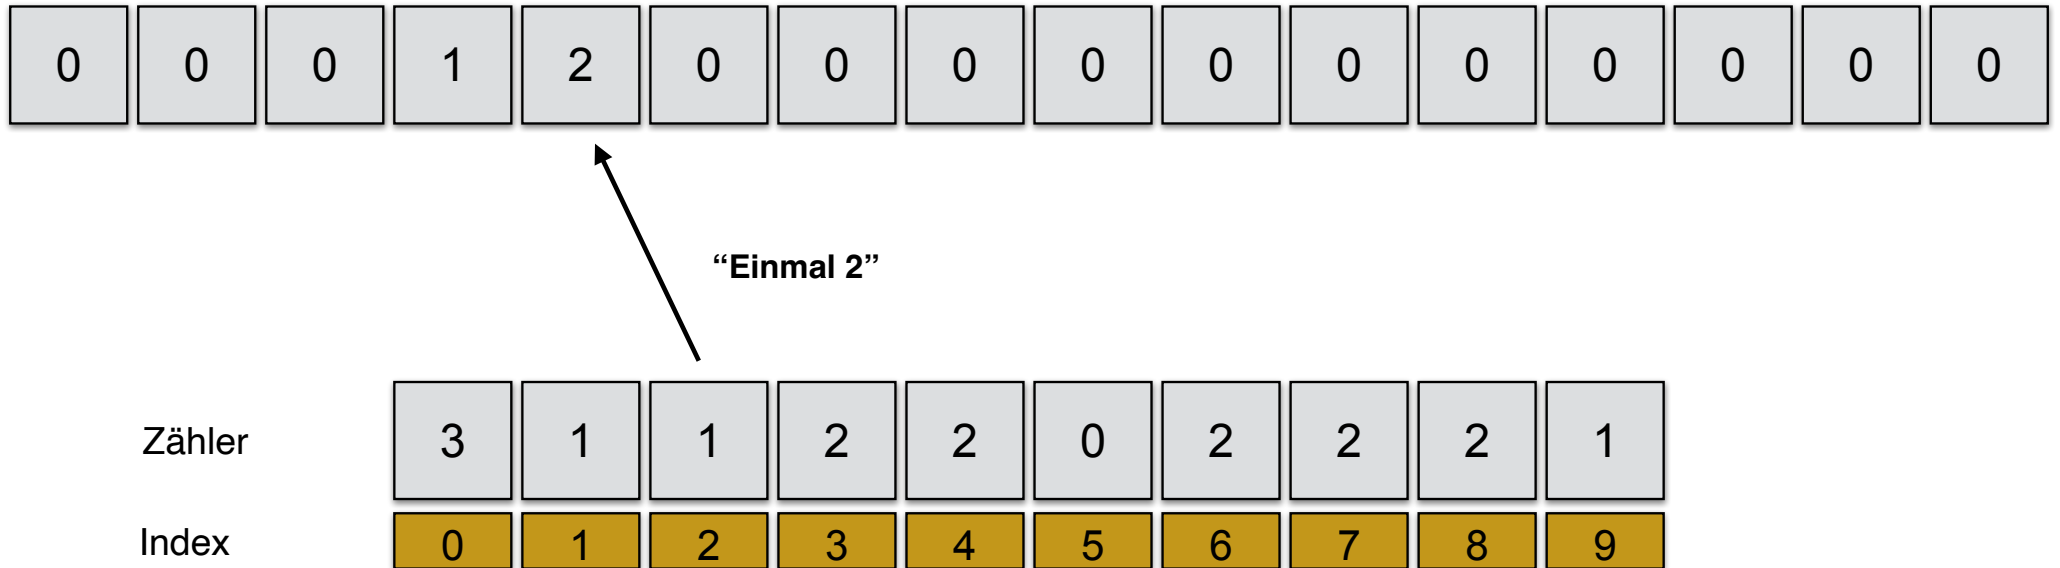 0 0 0 1 2 0 0 0 0 0 0 0 0 0 0 0
“Einmal 2”
Zähler 3 1 1 2 2 0 2 2 2 1
Index 0 1 2 3 4 5 6 7 8 9